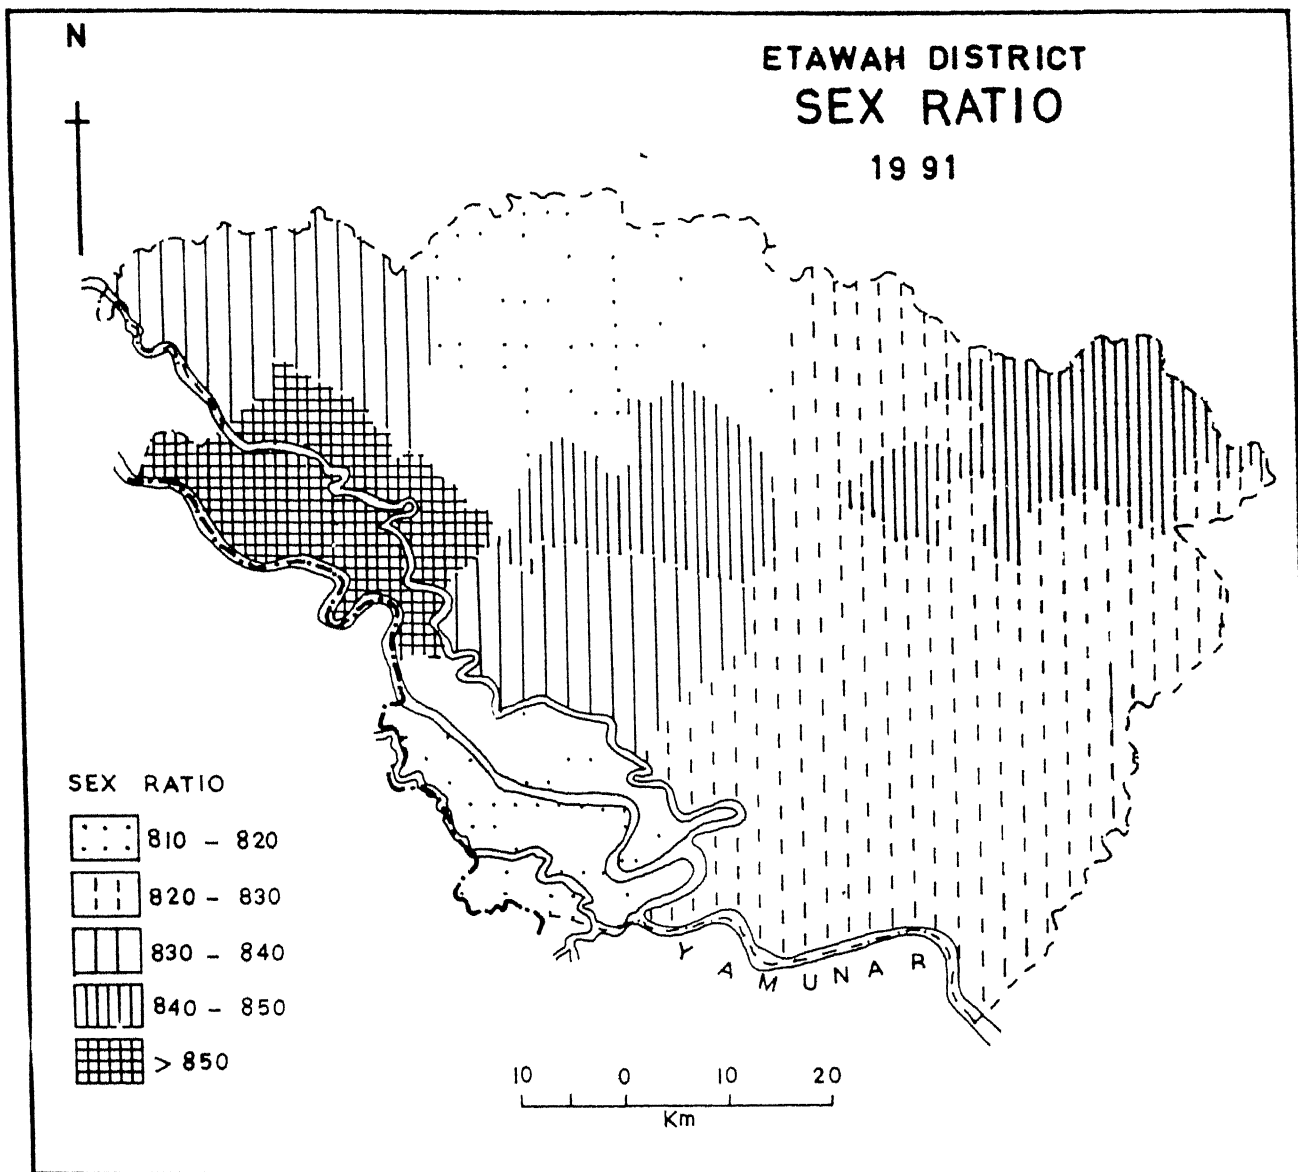 N
ETAWAH DISTRICT
SEX RATIO
1991
SEX RATIO
810 - 820
820 - 830
830 - 840
840 - 850
> 850
YAMUNA R
10 0 10 20
Km